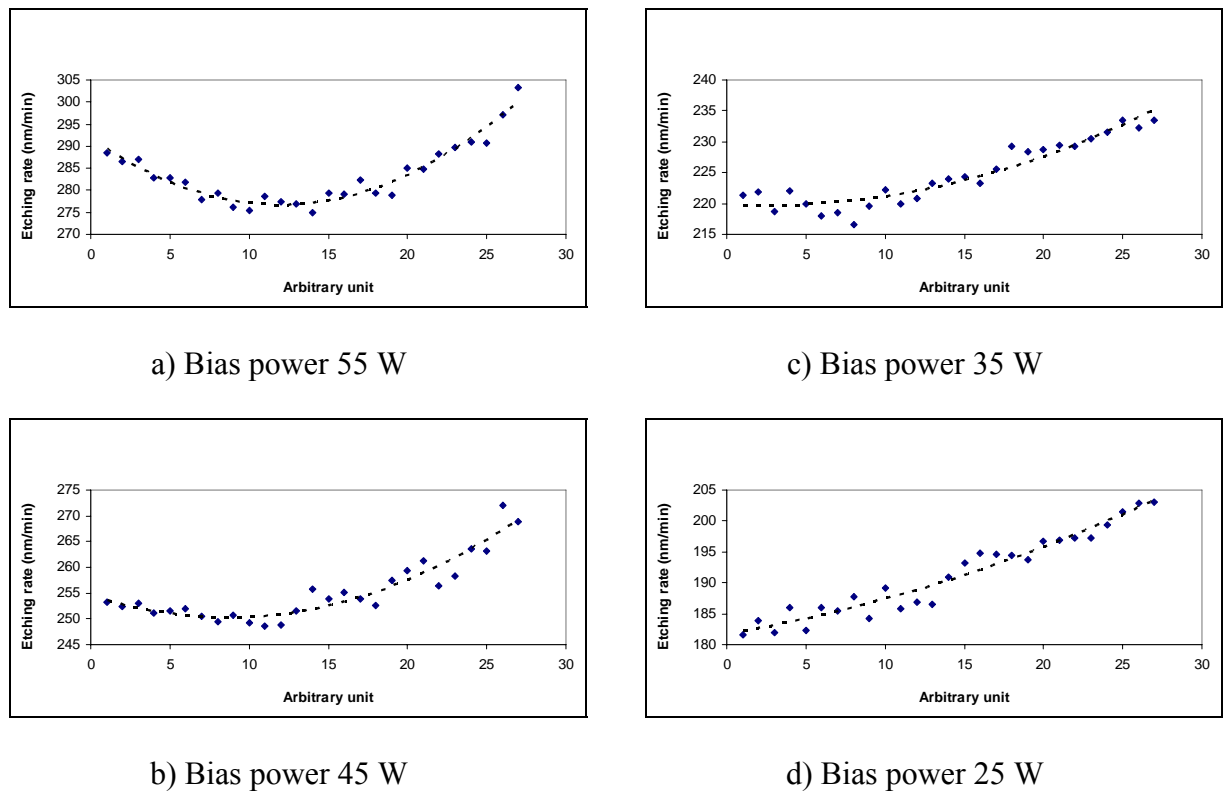 305
300
295
290
285
280
275
270
Etching rate (nm/min)
0 5 10 15 20 25 30
Arbitrary unit
a) Bias power 55 W
240
235
230
225
220
215
Etching rate (nm/min)
0 5 10 15 20 25 30
Arbitrary unit
c) Bias power 35 W
275
270
265
260
255
250
245
Etching rate (nm/min)
0 5 10 15 20 25 30
Arbitrary unit
b) Bias power 45 W
205
200
195
190
185
180
Etching rate (nm/min)
0 5 10 15 20 25 30
Arbitrary unit
d) Bias power 25 W